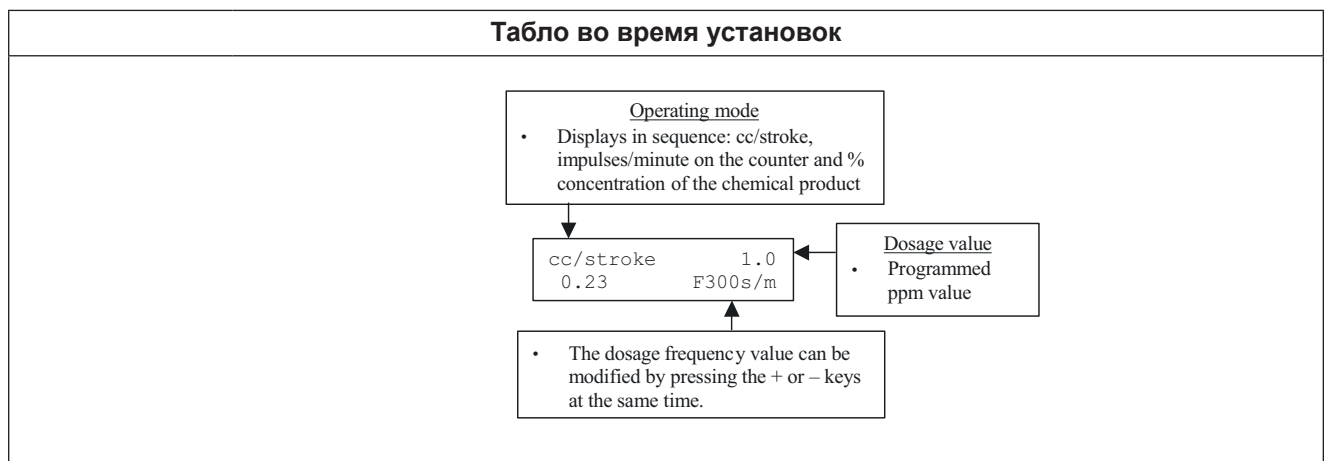 Табло во время установок
Operating mode
• Displays in sequence: cc/stroke,
impulses/minute on the counter and %
concentration of the chemical product
cc/stroke 1.0
0.23 F300s/m
Dosage value
• Programmed
ppm value
• The dosage frequency value can be
modified by pressing the + or – keys
at the same time.